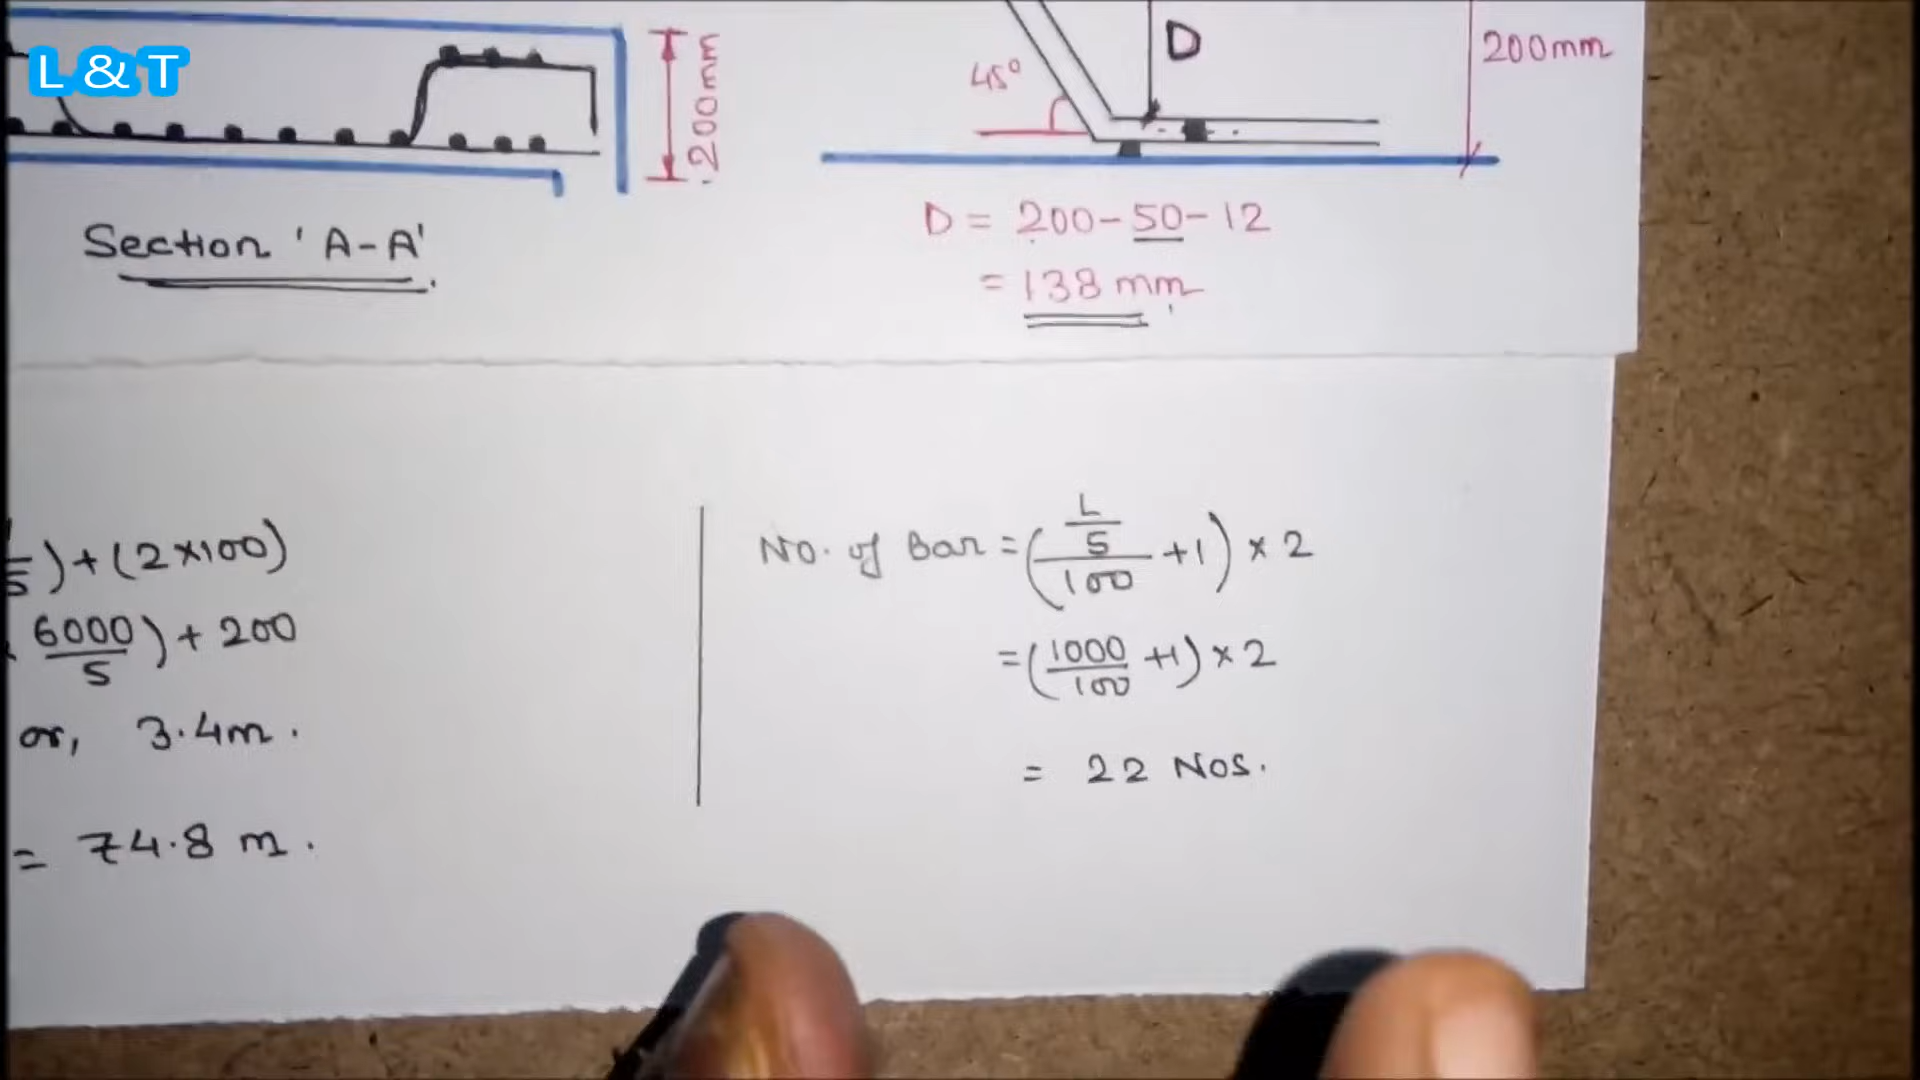 L & T
200mm
45°
D
200mm
D = 200-50-12
= 138 mm
Section 'A-A'
)+(2×100)
6000/5)+200
or, 3.4m.
= 74.8 m.
No. of Bar = (L/5/100 +1) × 2
= (1000/100 +1) × 2
= 22 Nos.